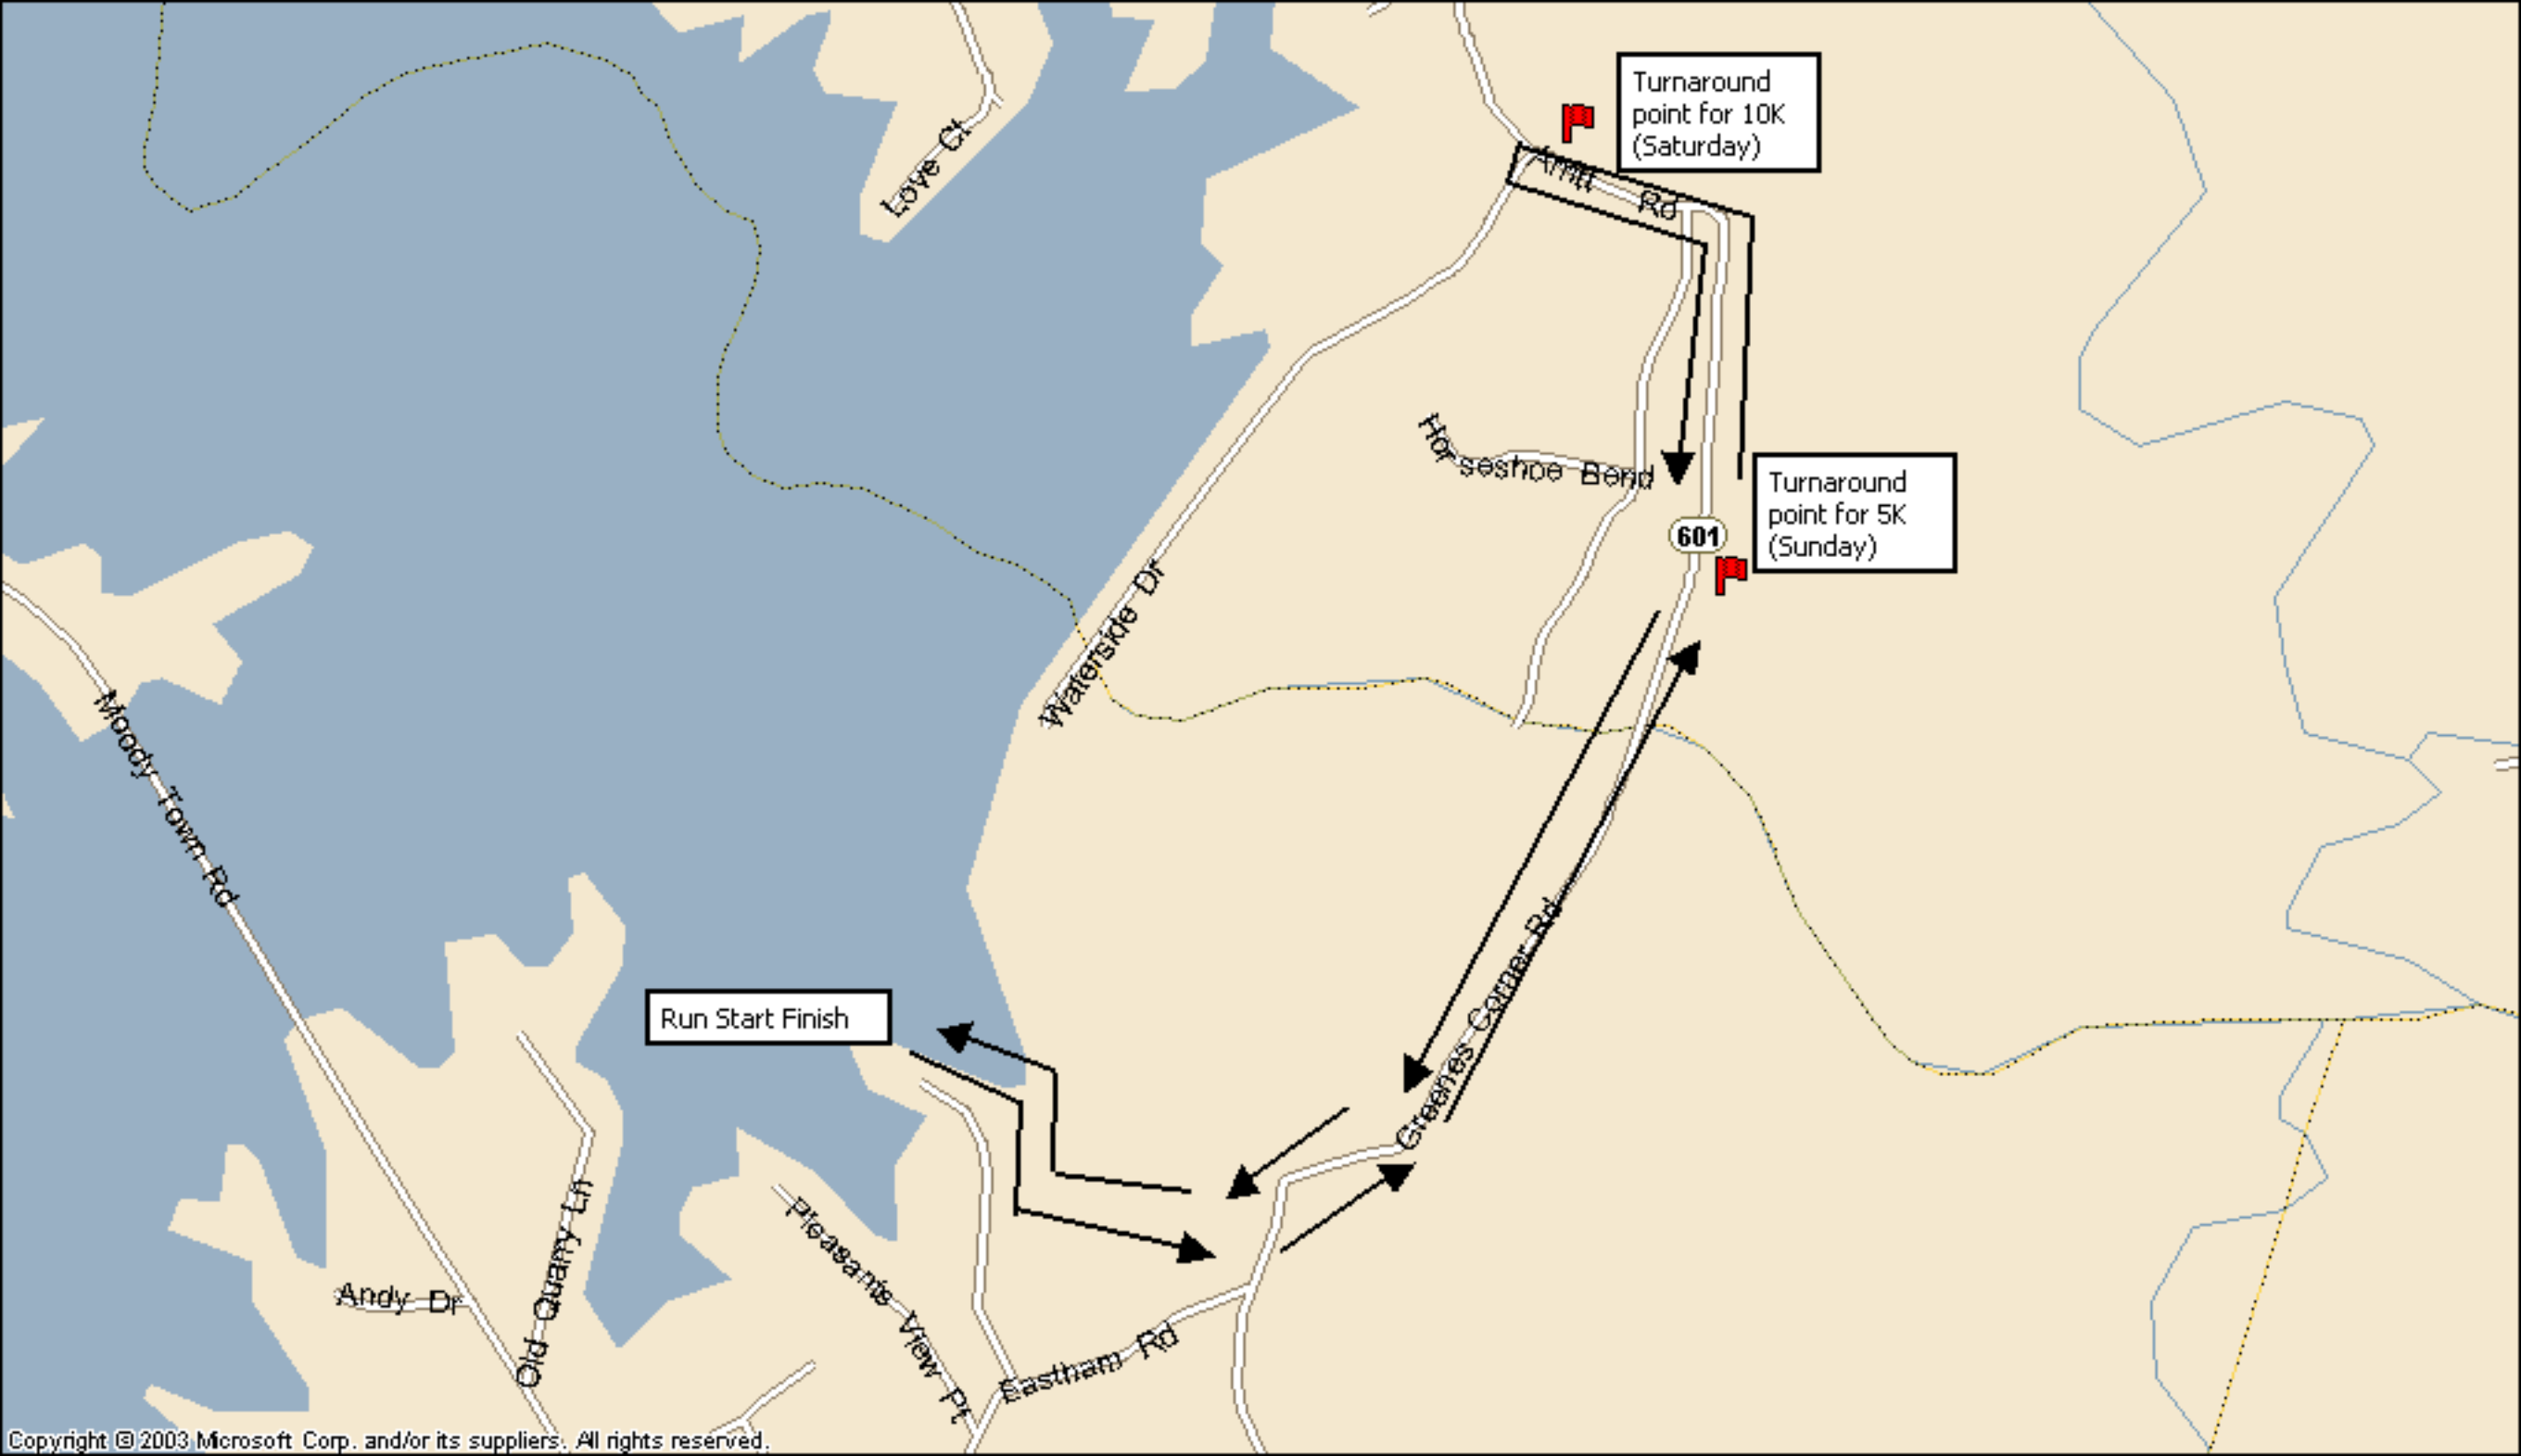 Turnaround
point for 10K
(Saturday)
Love Ct
Rd
Horseshoe Bend
Turnaround
point for 5K
(Sunday)
601
Waterside Dr
Moody Town Rd
Greenes Corner Rd
Run Start Finish
Old Quarry Ln
Pleasants View Pt
Andy Dr
Eastham Rd
Copyright © 2003 Microsoft Corp. and/or its suppliers. All rights reserved.